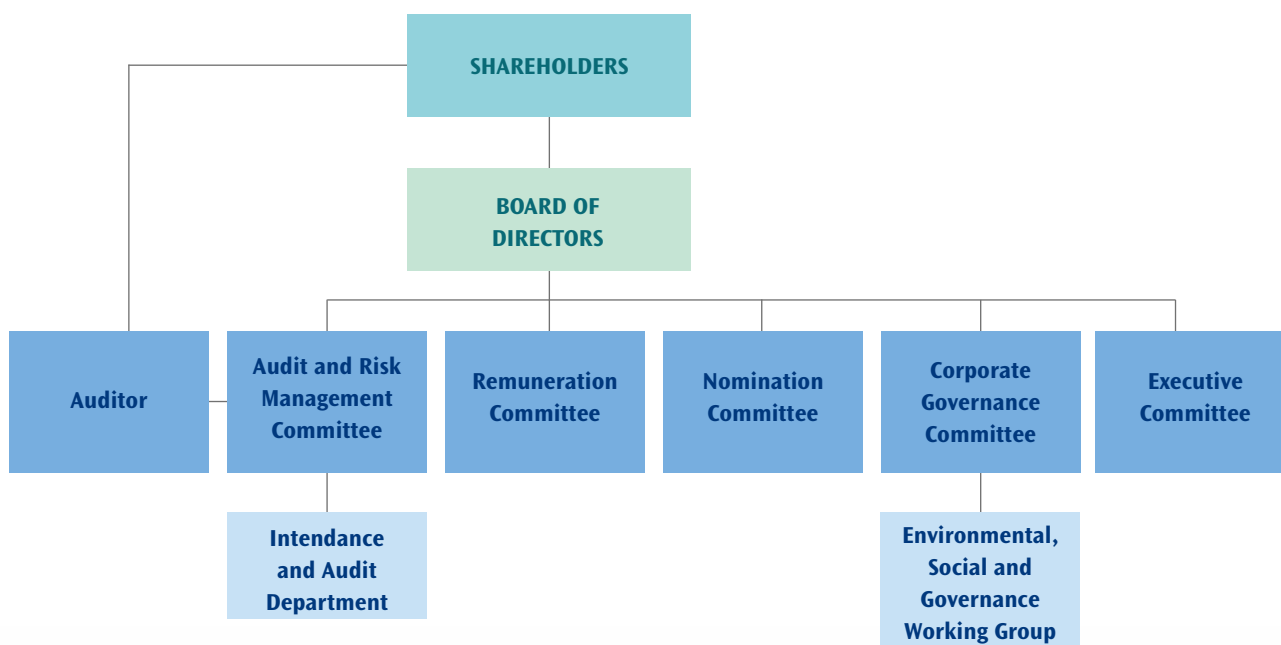 SHAREHOLDERS
BOARD OF
DIRECTORS
Auditor
Audit and Risk
Management
Committee
Remuneration
Committee
Nomination
Committee
Corporate
Governance
Committee
Executive
Committee
Intendance
and Audit
Department
Environmental,
Social and
Governance
Working Group